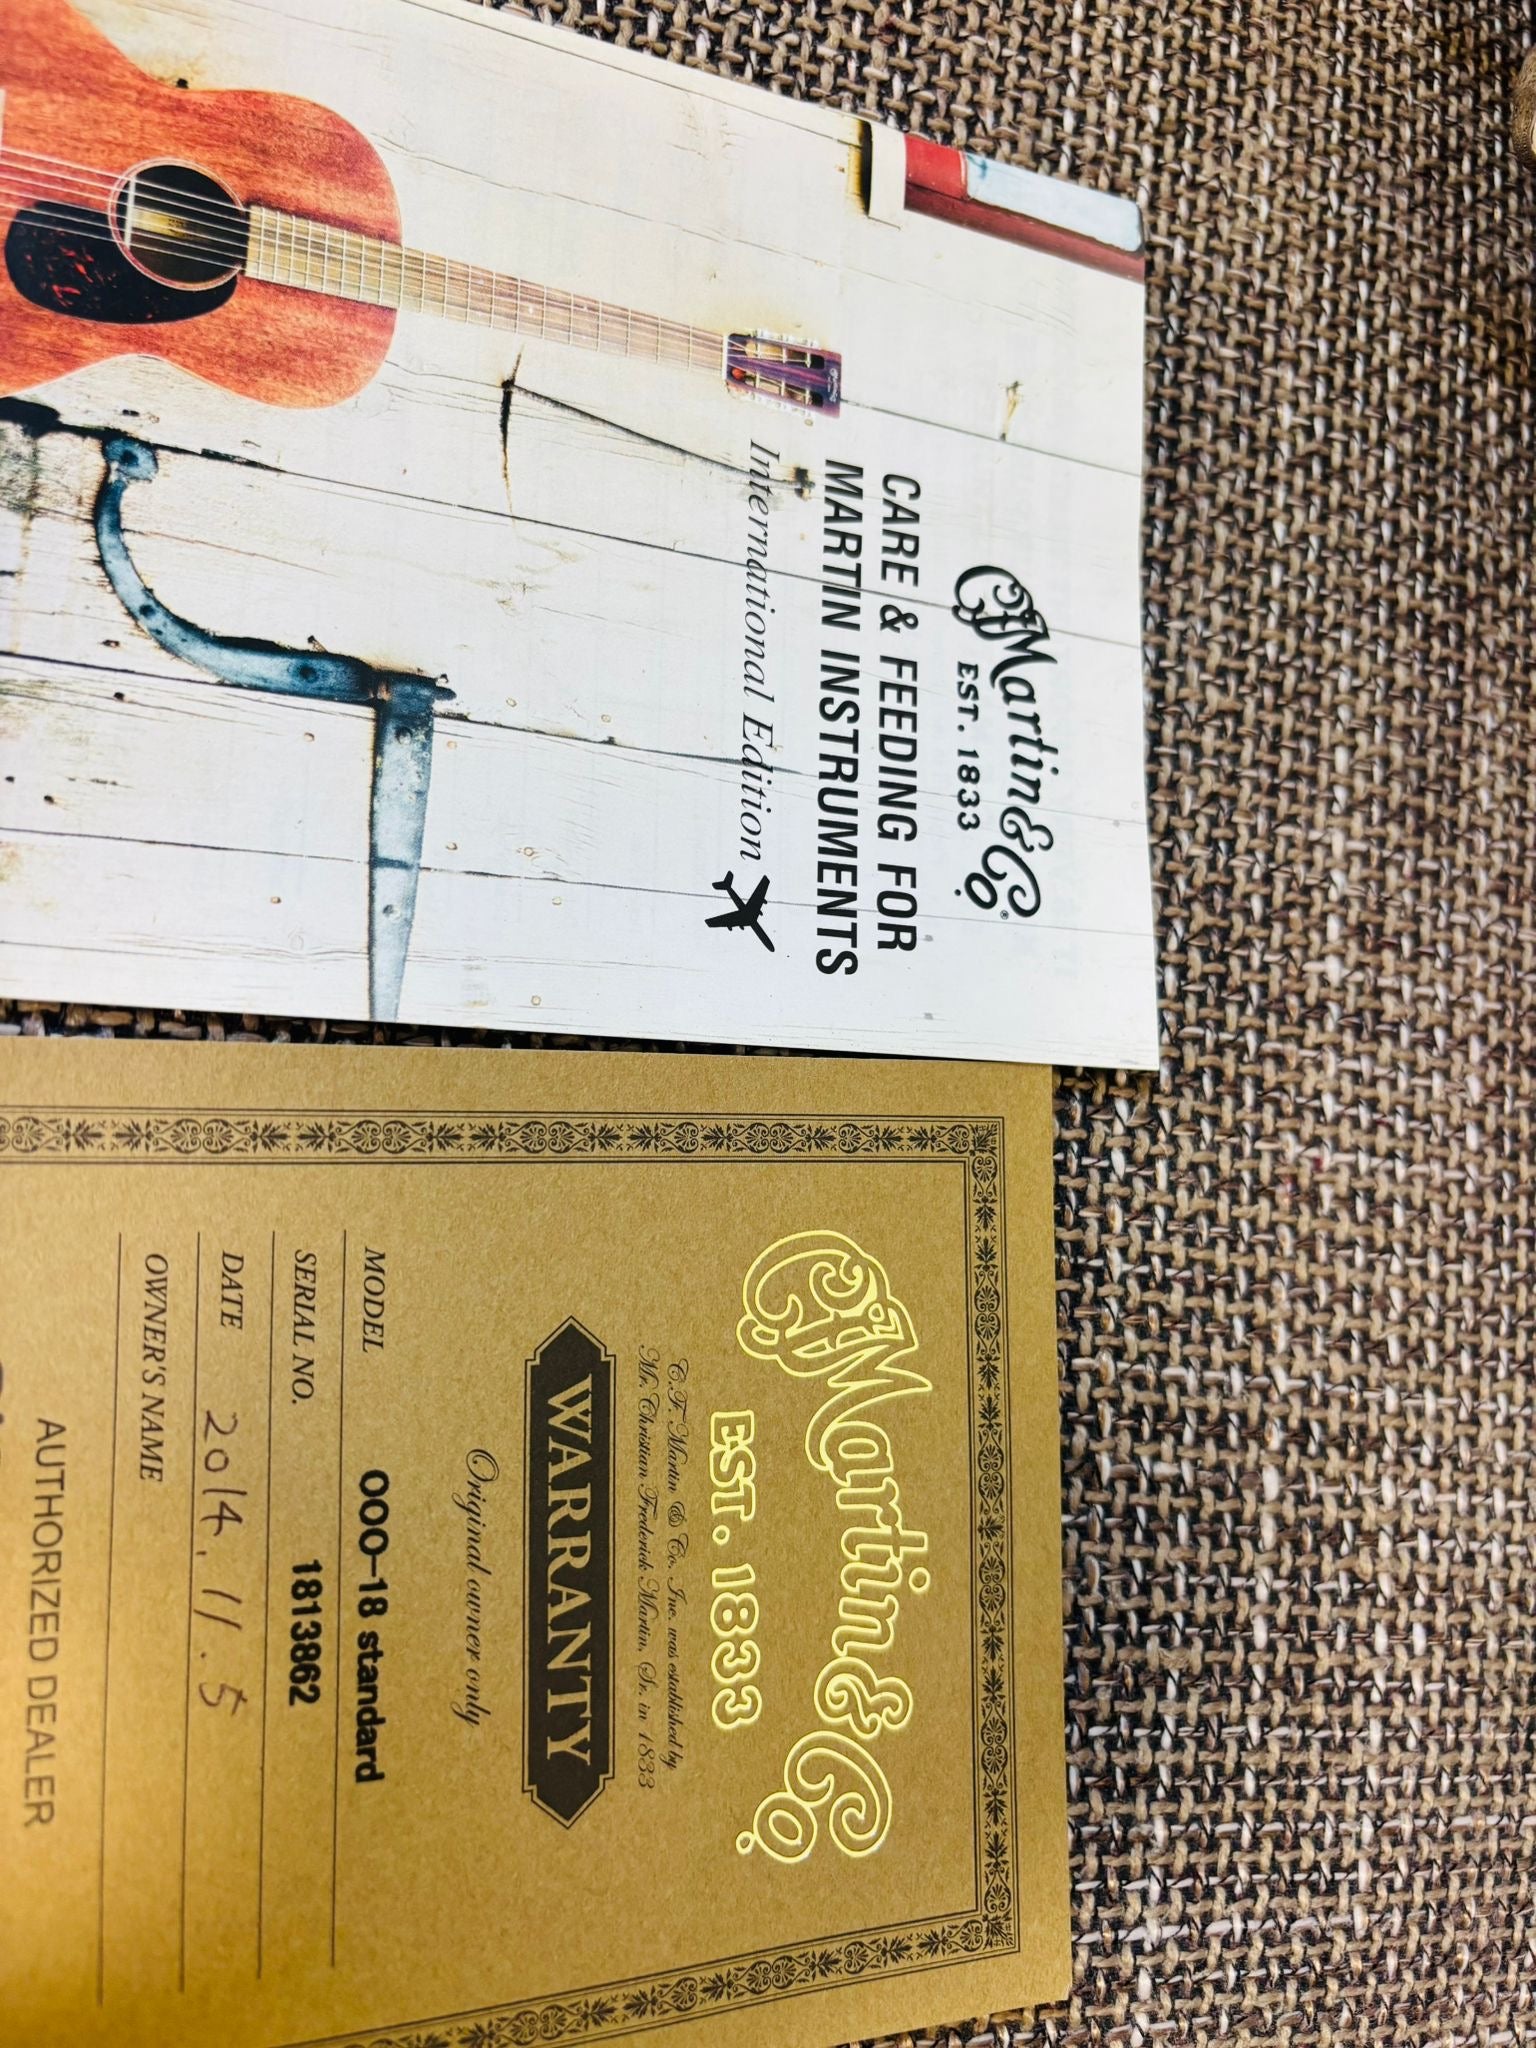 CFMartin & Co.®
EST. 1833
CARE & FEEDING FOR
MARTIN INSTRUMENTS
International Edition
CFMartin & Co.
EST. 1833
C.F. Martin & Co. Inc. was established by
Mr. Christian Frederick Martin, Sr. in 1833
WARRANTY
Original owner only
MODEL 000-18 standard
SERIAL NO. 1813862
DATE 2014.11.5
OWNER'S NAME
AUTHORIZED DEALER